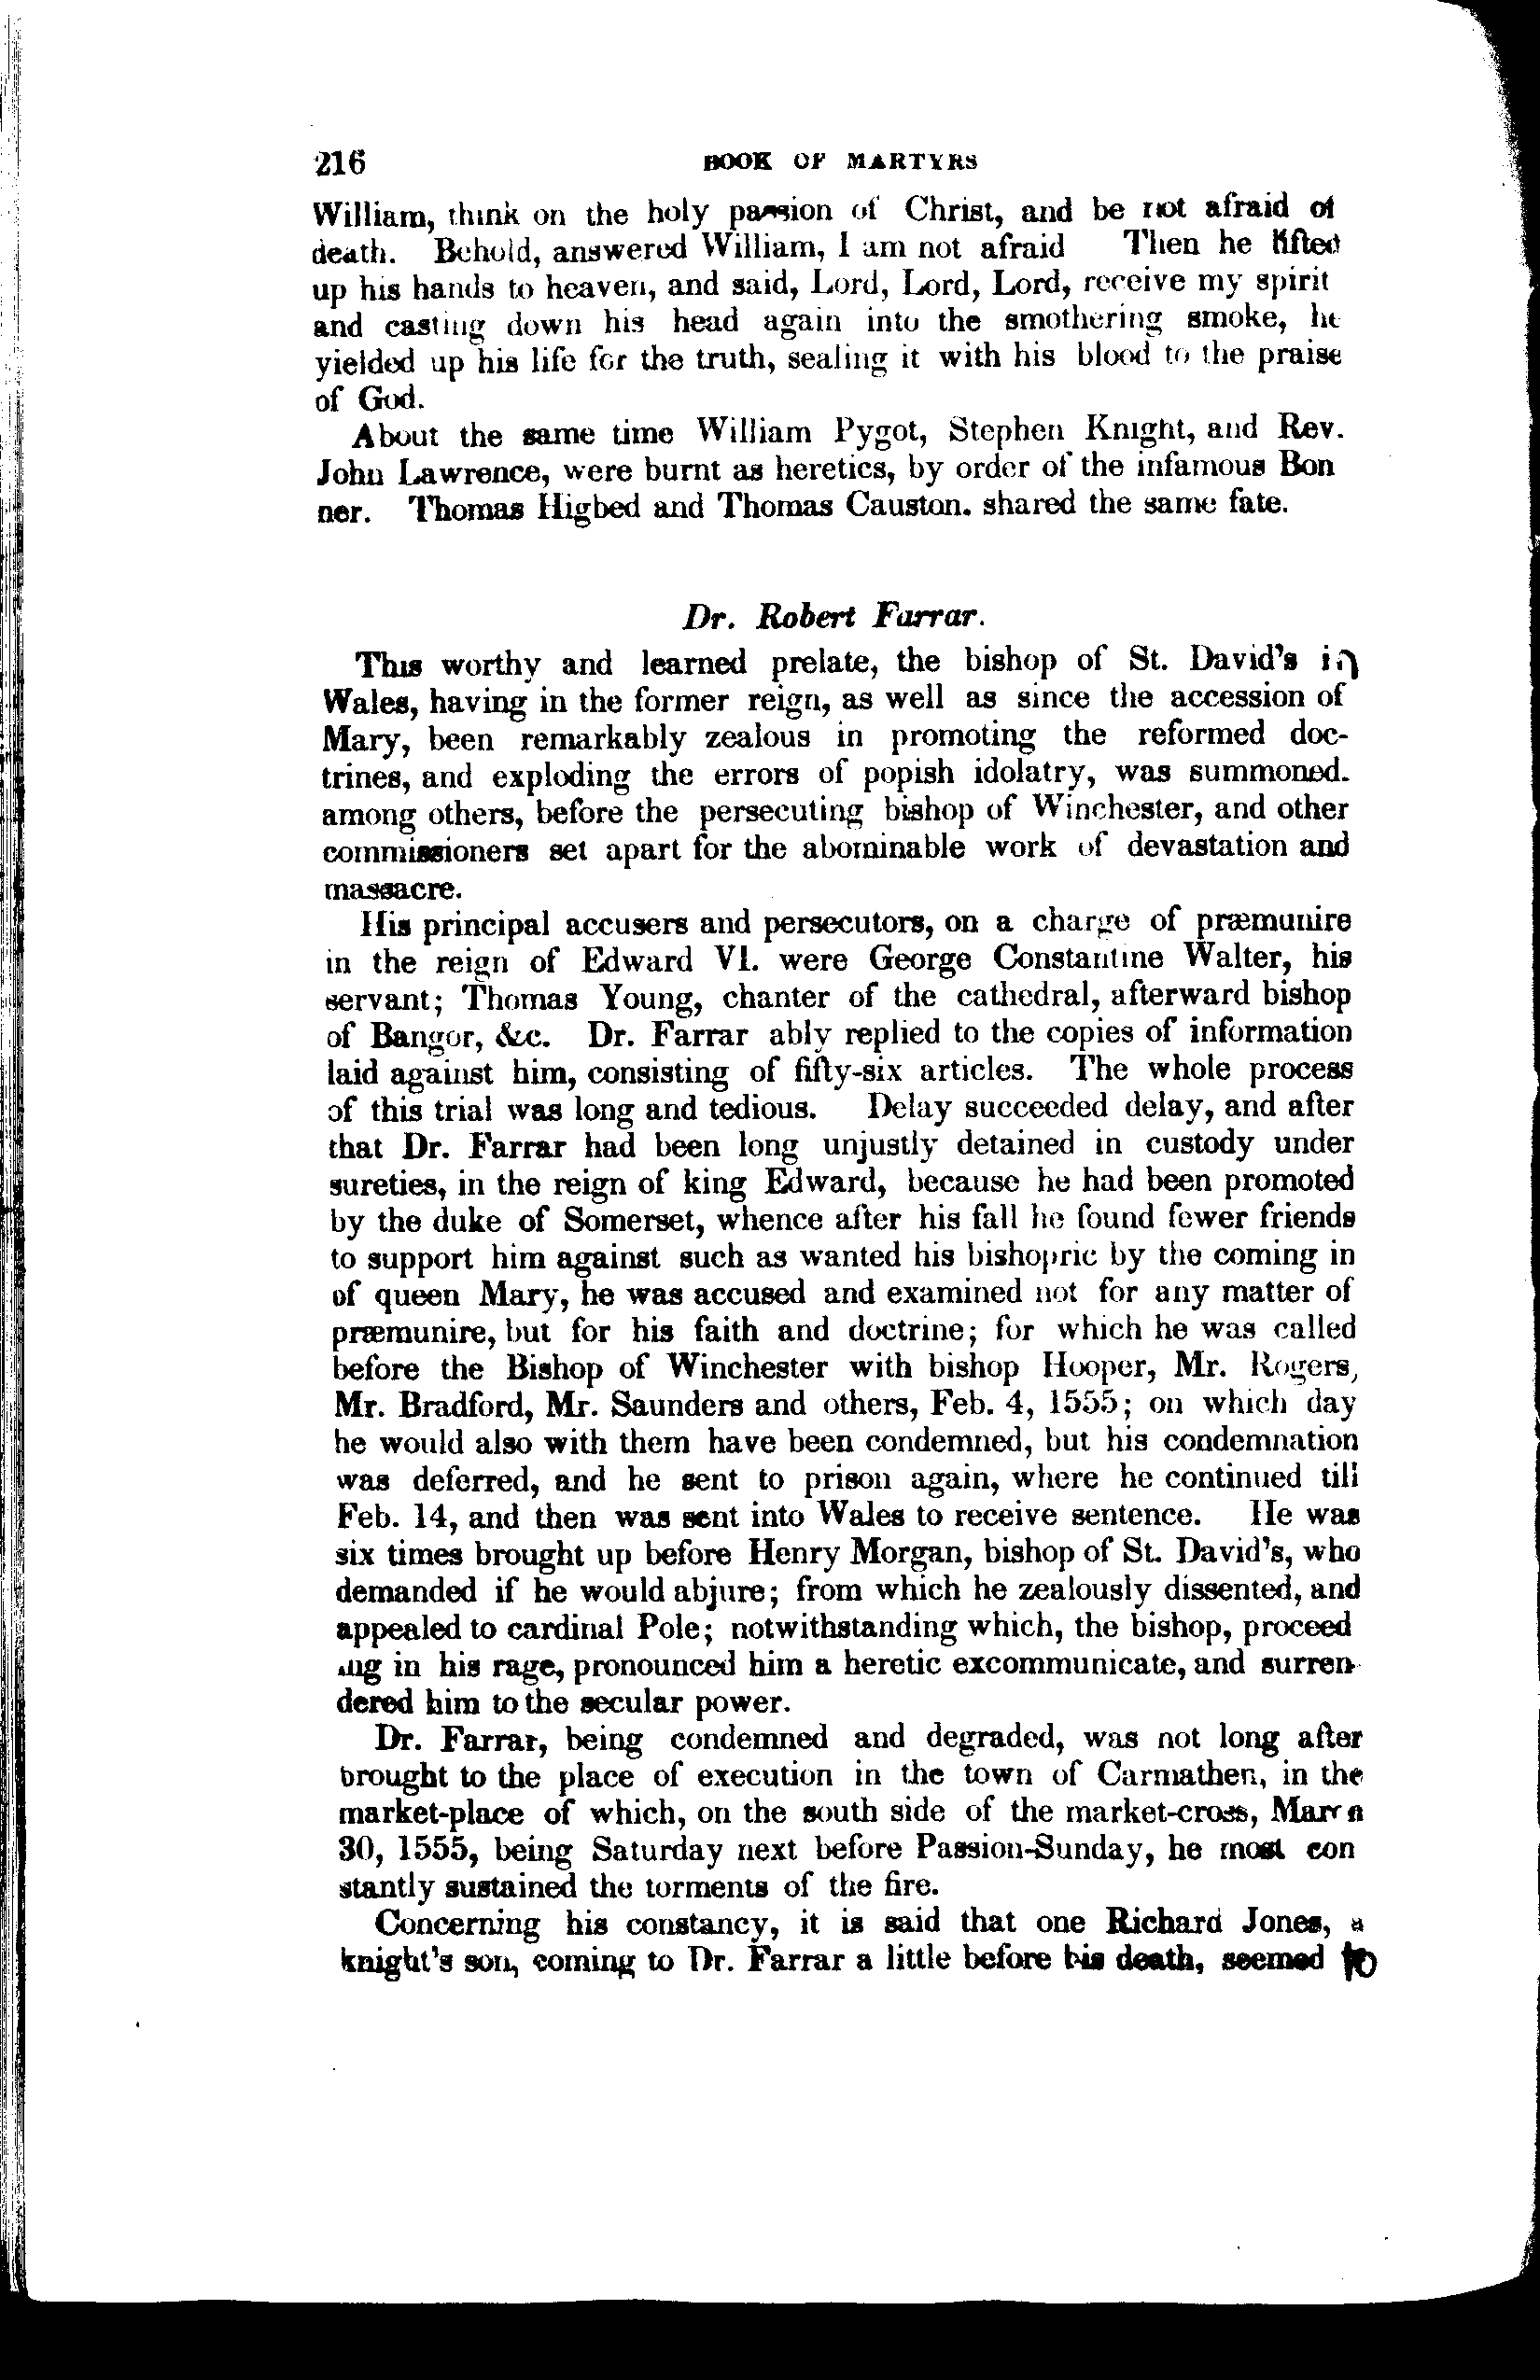 216 BOOK OF MARTYRS
William, think on the holy passion of Christ, and be not afraid of
death. Behold, answered William, I am not afraid Then he lifted
up his hands to heaven, and said, Lord, Lord, Lord, receive my spirit
and casting down his head again into the smothering smoke, he
yielded up his life for the truth, sealing it with his blood to the praise
of God.
About the same time William Pygot, Stephen Knight, and Rev.
John Lawrence, were burnt as heretics, by order of the infamous Bon
ner. Thomas Higbed and Thomas Causton. shared the same fate.
Dr. Robert Farrar.
This worthy and learned prelate, the bishop of St. David's in
Wales, having in the former reign, as well as since the accession of
Mary, been remarkably zealous in promoting the reformed doc-
trines, and exploding the errors of popish idolatry, was summoned.
among others, before the persecuting bishop of Winchester, and other
commissioners set apart for the abominable work of devastation and
massacre.
His principal accusers and persecutors, on a charge of præmunire
in the reign of Edward VI. were George Constantine Walter, his
servant; Thomas Young, chanter of the cathedral, afterward bishop
of Bangor, &c. Dr. Farrar ably replied to the copies of information
laid against him, consisting of fifty-six articles. The whole process
of this trial was long and tedious. Delay succeeded delay, and after
that Dr. Farrar had been long unjustly detained in custody under
sureties, in the reign of king Edward, because he had been promoted
by the duke of Somerset, whence after his fall he found fewer friends
to support him against such as wanted his bishopric by the coming in
of queen Mary, he was accused and examined not for any matter of
præmunire, but for his faith and doctrine; for which he was called
before the Bishop of Winchester with bishop Hooper, Mr. Rogers,
Mr. Bradford, Mr. Saunders and others, Feb. 4, 1555; on which day
he would also with them have been condemned, but his condemnation
was deferred, and he sent to prison again, where he continued till
Feb. 14, and then was sent into Wales to receive sentence. He was
six times brought up before Henry Morgan, bishop of St. David's, who
demanded if he would abjure; from which he zealously dissented, and
appealed to cardinal Pole; notwithstanding which, the bishop, proceed
ing in his rage, pronounced him a heretic excommunicate, and surren-
dered him to the secular power.
Dr. Farrar, being condemned and degraded, was not long after
brought to the place of execution in the town of Carmathen, in the
market-place of which, on the south side of the market-cross, March
30, 1555, being Saturday next before Passion-Sunday, he most con
stantly sustained the torments of the fire.
Concerning his constancy, it is said that one Richard Jones, a
knight's son, coming to Dr. Farrar a little before his death, seemed to